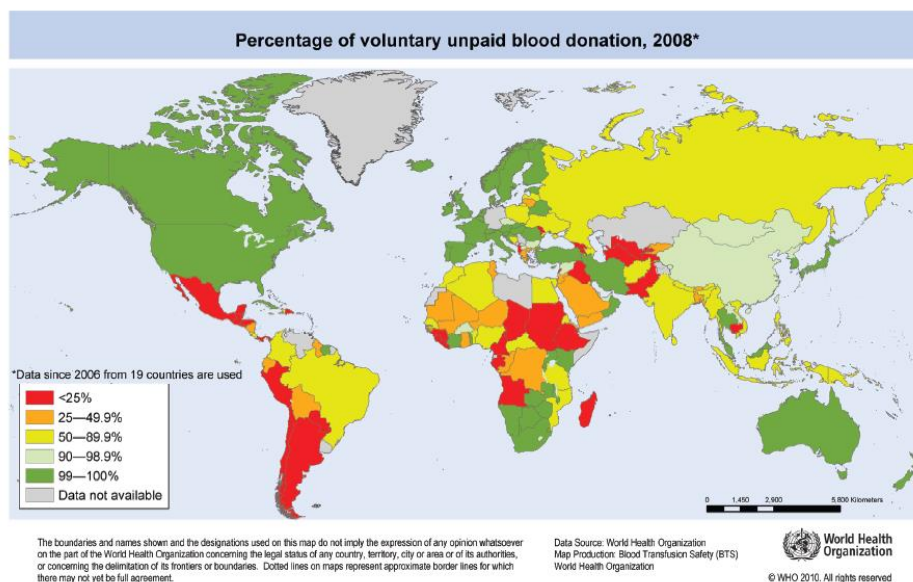 Percentage of voluntary unpaid blood donation, 2008*
*Data since 2006 from 19 countries are used
<25%
25—49.9%
50—89.9%
90—98.9%
99—100%
Data not available
0 1,450 2,900 5,800 Kilometers
The boundaries and names shown and the designations used on this map do not imply the expression of any opinion whatsoever
on the part of the World Health Organization concerning the legal status of any country, territory, city or area or of its authorities,
or concerning the delimitation of its frontiers or boundaries. Dotted lines on maps represent approximate border lines for which
there may not yet be full agreement.
Data Source: World Health Organization
Map Production: Blood Transfusion Safety (BTS)
World Health Organization
World Health
Organization
© WHO 2010. All rights reserved